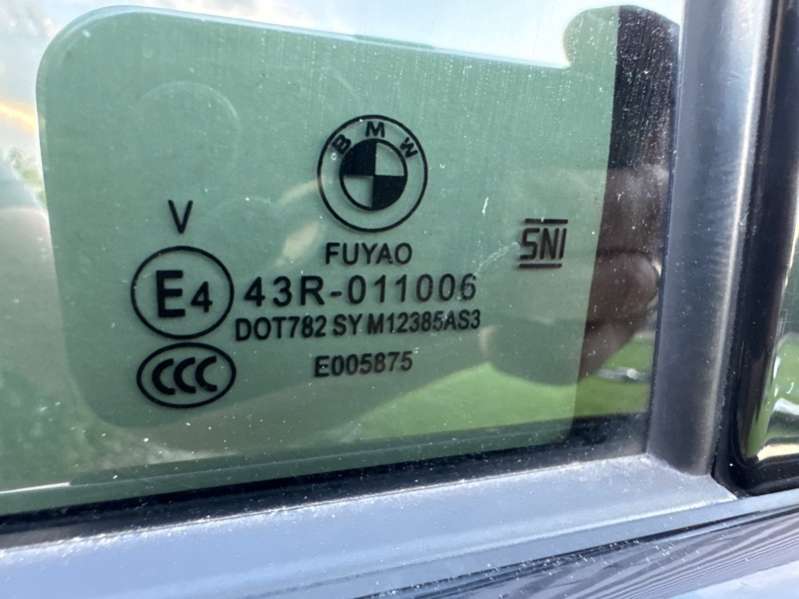 BMW
V
FUYAO
SNI
E4 43R-011006
DOT782 SY M12385AS3
CCC E005875